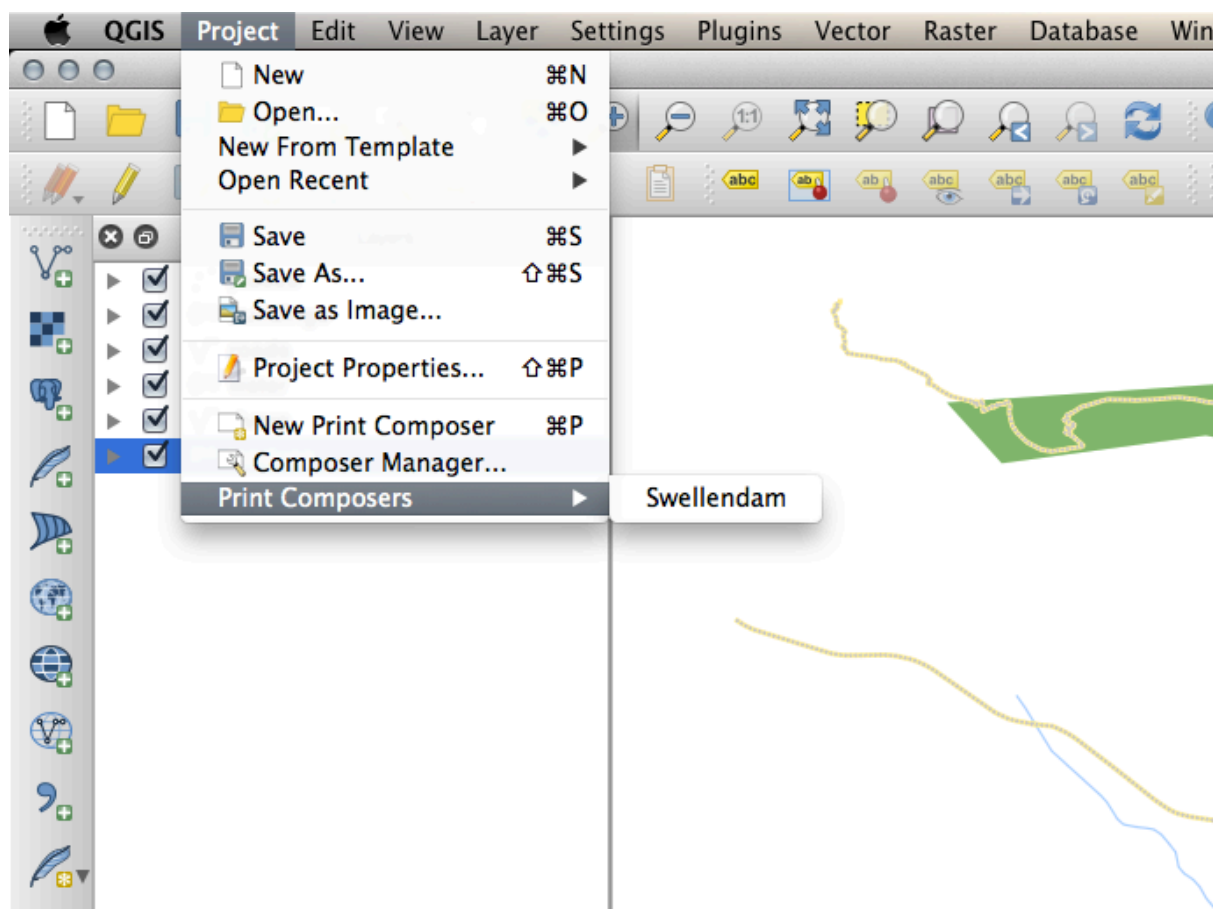 QGIS Project Edit View Layer Settings Plugins Vector Raster Database Win
New ⌘N
Open... ⌘O
New From Template ▶
Open Recent ▶
Save ⌘S
Save As... ⇧⌘S
Save as Image...
Project Properties... ⇧⌘P
New Print Composer ⌘P
Composer Manager...
Print Composers ▶ Swellendam
1:1
abc ab ab abc abc abc abc